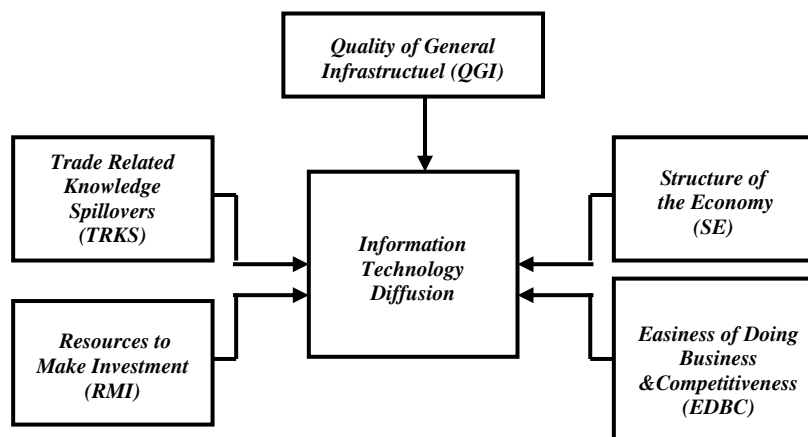 Quality of General
Infrastructuel (QGI)
Trade Related
Knowledge
Spillovers
(TRKS)
Information
Technology
Diffusion
Structure of
the Economy
(SE)
Resources to
Make Investment
(RMI)
Easiness of Doing
Business
&Competitiveness
(EDBC)